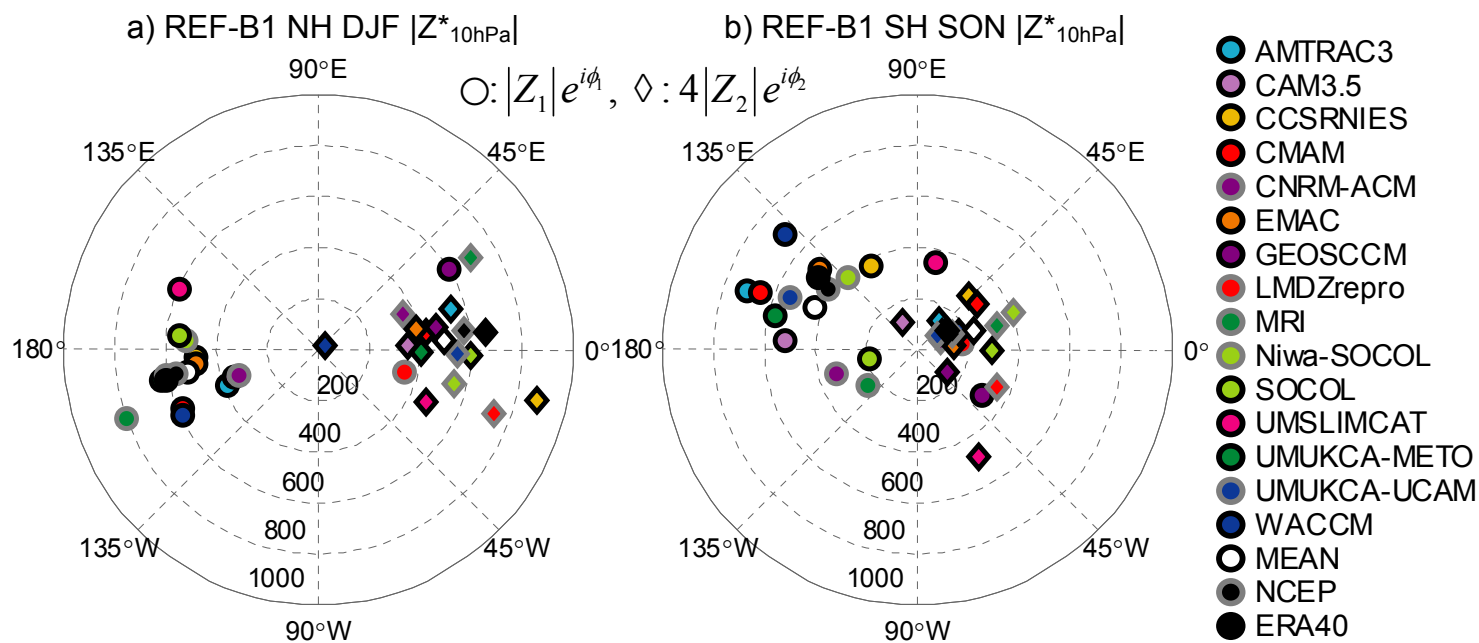 a) REF-B1 NH DJF |Z*10hPa|
b) REF-B1 SH SON |Z*10hPa|
○: |Z1|e^{iϕ1}, ◊: 4|Z2|e^{iϕ2}
90°E
135°E
45°E
180°
0°
200
400
600
800
1000
135°W
45°W
90°W
90°E
135°E
45°E
180°
0°
200
400
600
800
1000
135°W
45°W
90°W
AMTRAC3
CAM3.5
CCSRNIES
CMAM
CNRM-ACM
EMAC
GEOSCCM
LMDZrepro
MRI
Niwa-SOCOL
SOCOL
UMSLIMCAT
UMUKCA-METO
UMUKCA-UCAM
WACCM
MEAN
NCEP
ERA40